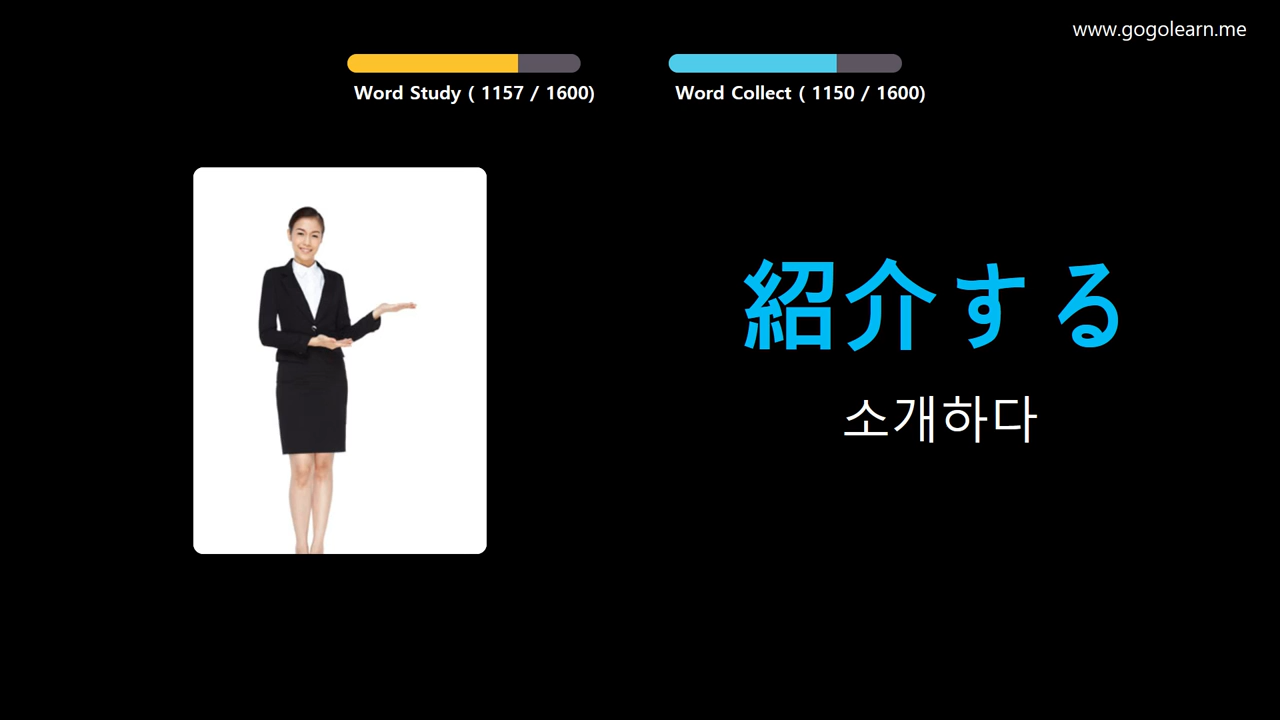 www.gogolearn.me
Word Study ( 1157 / 1600)
Word Collect ( 1150 / 1600)
紹介する
소개하다